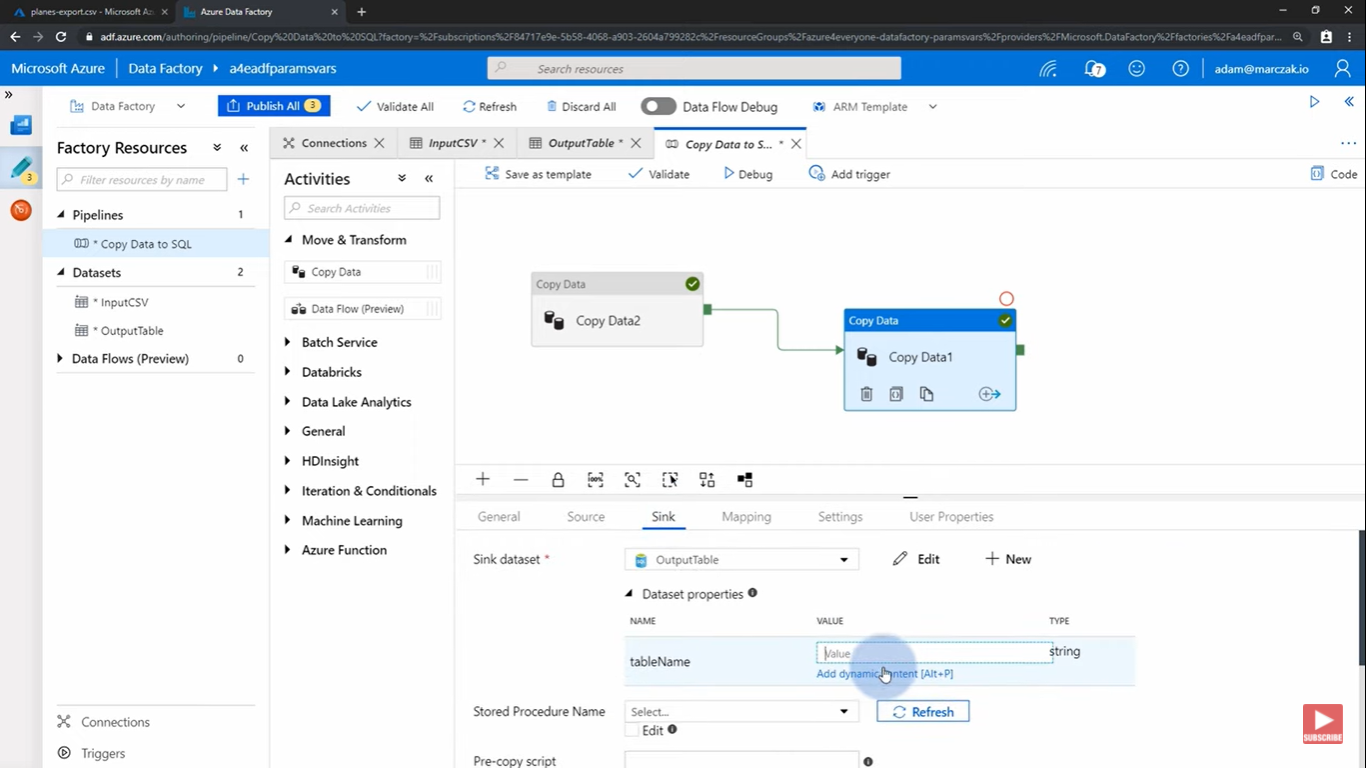 planes-export.csv - Microsoft Az
Azure Data Factory
adf.azure.com/authoring/pipeline/Copy%20Data%20to%20SQL?factory=%2Fsubscriptions%2F84717e9e-5b58-4068-a903-2604a799282c%2FresourceGroups%2Fazure4everyone-datafactory-paramsvars%2Fproviders%2FMicrosoft.DataFactory%2Ffactories%2Fa4eadfpar...
Microsoft Azure
Data Factory
a4eadfparamsvars
Search resources
7
adam@marczak.io
Data Factory
Publish All
3
Validate All
Refresh
Discard All
Data Flow Debug
ARM Template
3
Factory Resources
Filter resources by name
Pipelines
1
* Copy Data to SQL
Datasets
2
* InputCSV
* OutputTable
Data Flows (Preview)
0
Connections
Triggers
Connections
InputCSV *
OutputTable *
Copy Data to S... *
Activities
Search Activities
Move & Transform
Copy Data
Data Flow (Preview)
Batch Service
Databricks
Data Lake Analytics
General
HDInsight
Iteration & Conditionals
Machine Learning
Azure Function
Save as template
Validate
Debug
Add trigger
Code
Copy Data
Copy Data2
Copy Data
Copy Data1
100%
General
Source
Sink
Mapping
Settings
User Properties
Sink dataset *
OutputTable
Edit
New
Dataset properties
NAME
VALUE
TYPE
tableName
Value
string
Add dynamic content [Alt+P]
Stored Procedure Name
Select...
Refresh
Edit
Pre-copy script
SUBSCRIBE